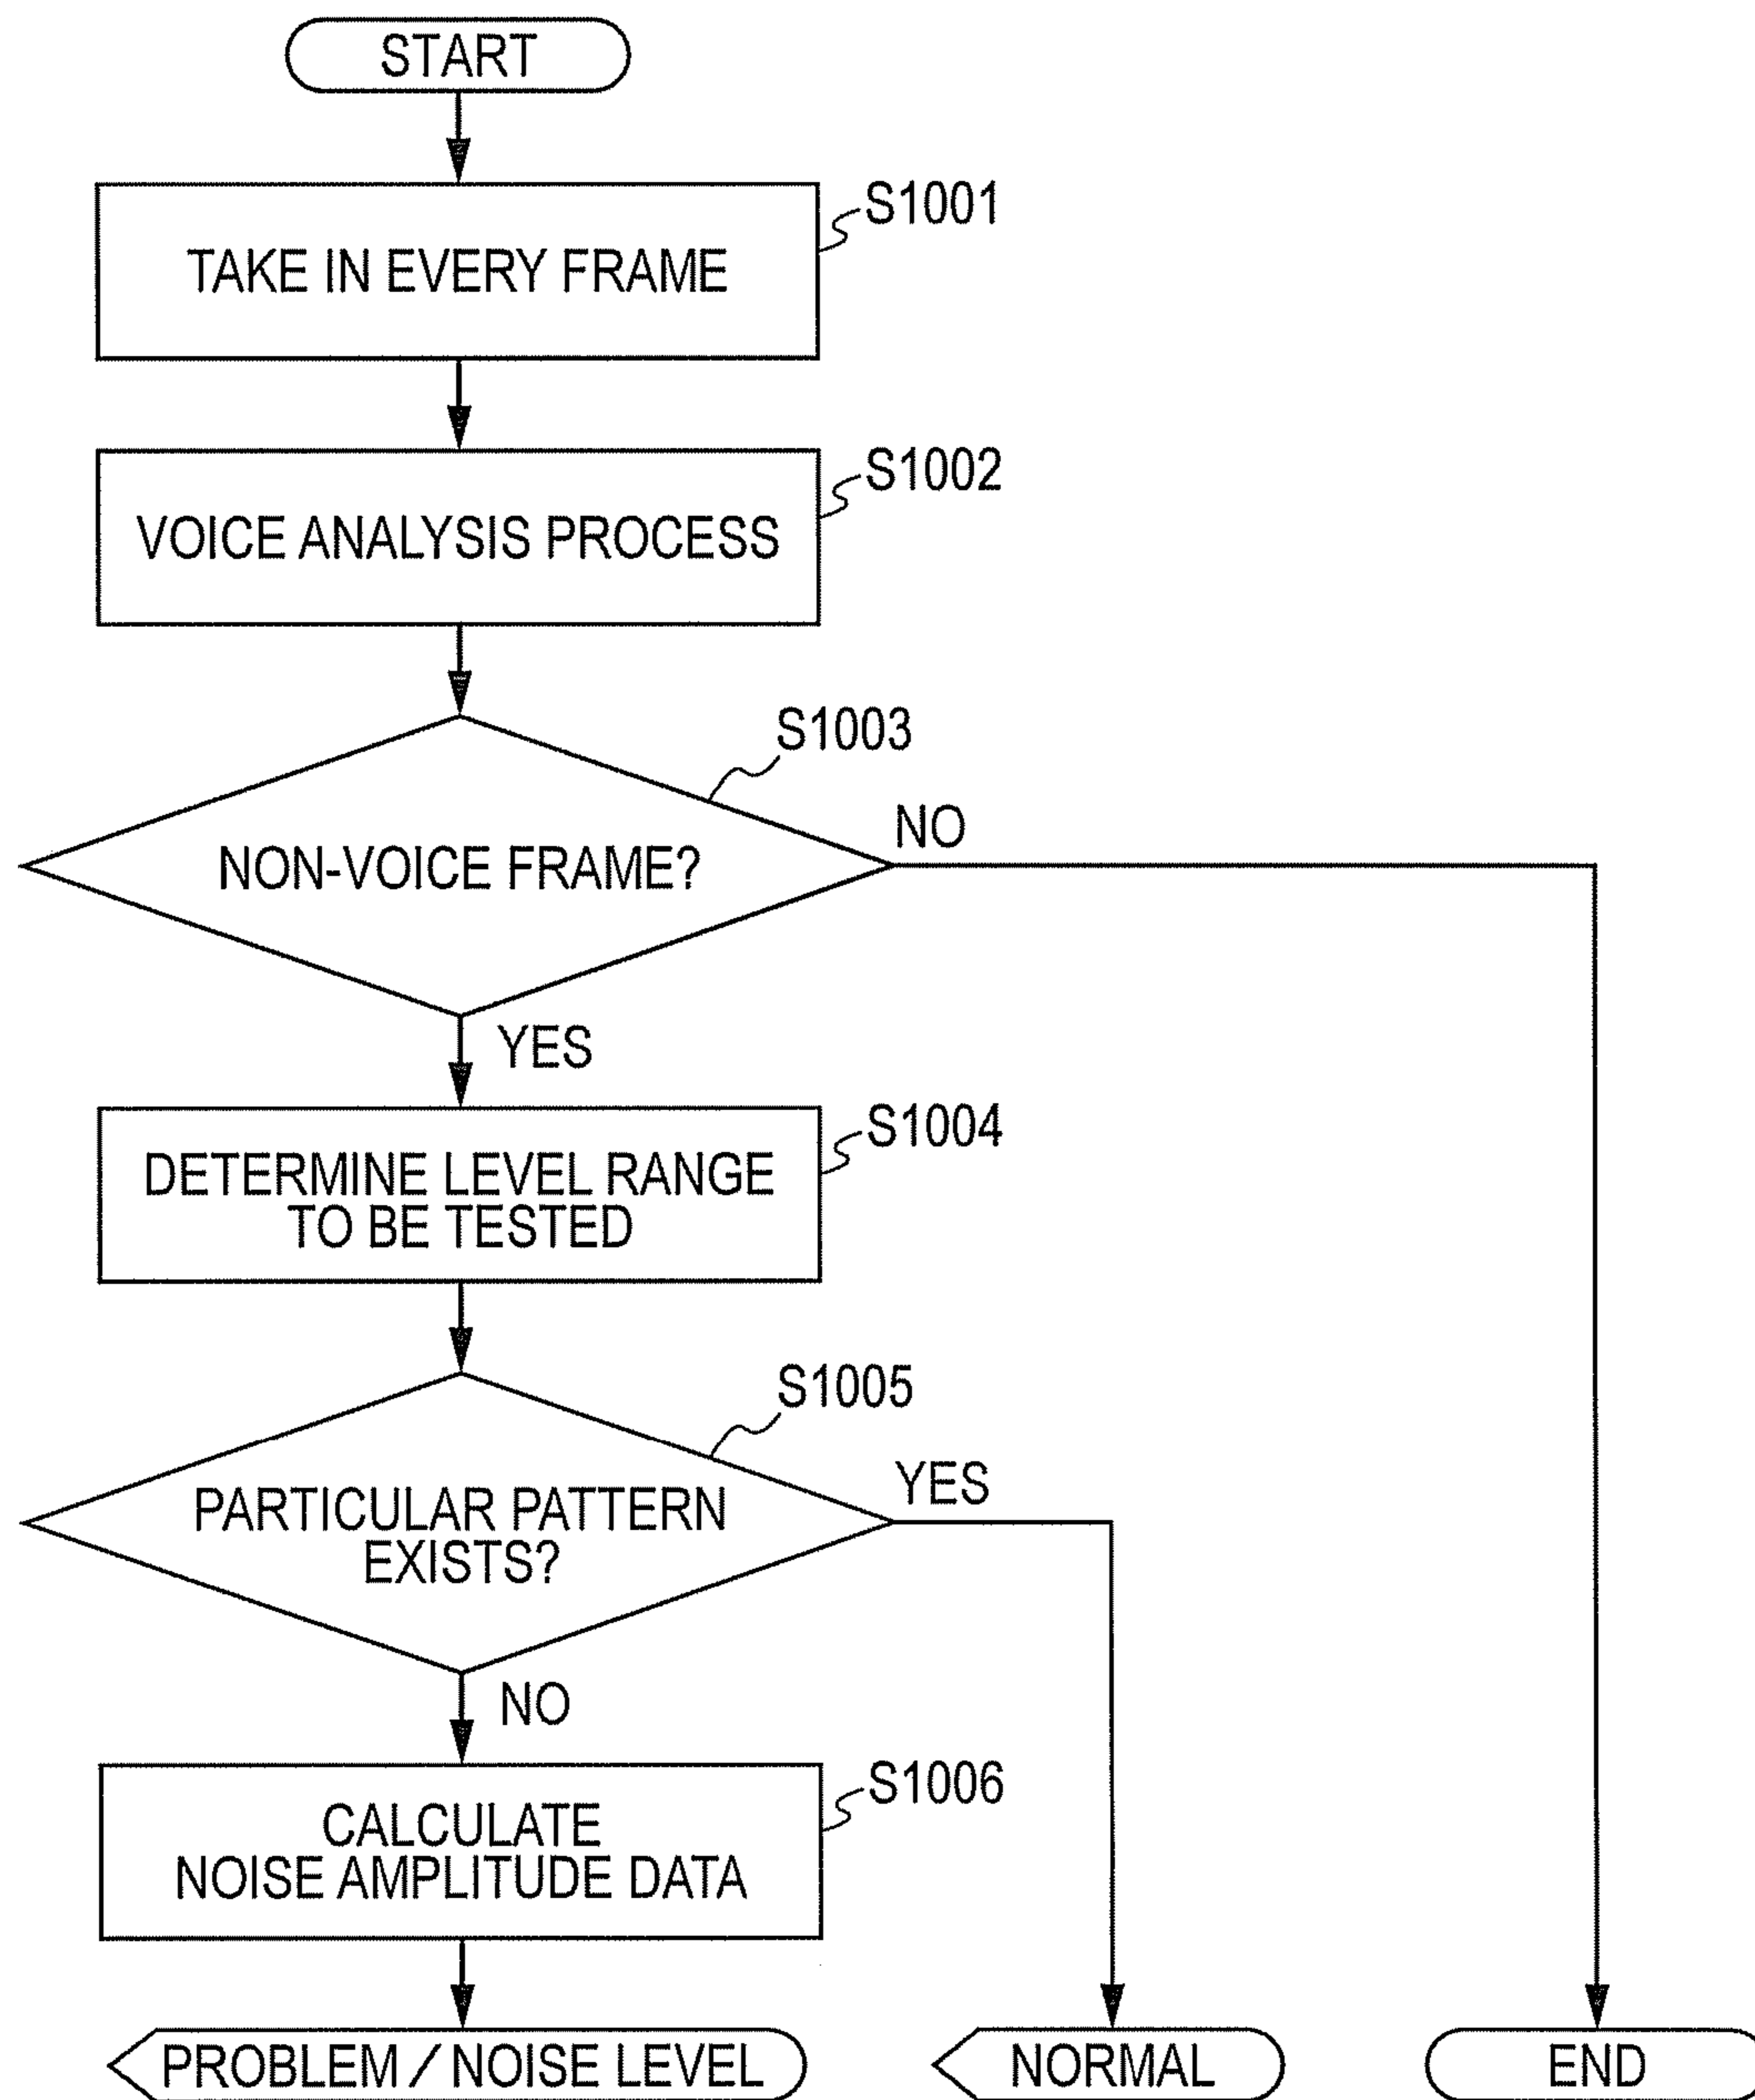 START
S1001
TAKE IN EVERY FRAME
S1002
VOICE ANALYSIS PROCESS
S1003
NO
NON-VOICE FRAME?
YES
S1004
DETERMINE LEVEL RANGE
TO BE TESTED
S1005
YES
PARTICULAR PATTERN
EXISTS?
NO
S1006
CALCULATE
NOISE AMPLITUDE DATA
PROBLEM / NOISE LEVEL
NORMAL
END